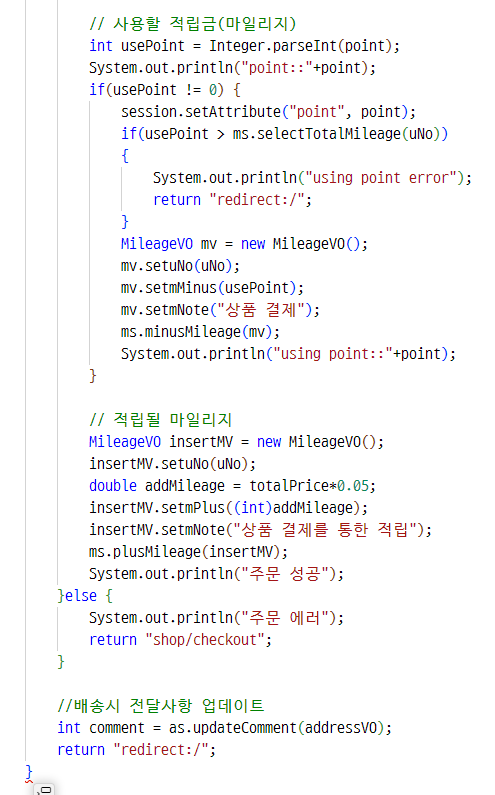 // 사용할 적립금(마일리지)
int usePoint = Integer.parseInt(point);
System.out.println("point::"+point);
if(usePoint != 0) {
session.setAttribute("point", point);
if(usePoint > ms.selectTotalMileage(uNo))
{
System.out.println("using point error");
return "redirect:/";
}
MileageVO mv = new MileageVO();
mv.setuNo(uNo);
mv.setmMinus(usePoint);
mv.setmNote("상품 결제");
ms.minusMileage(mv);
System.out.println("using point::"+point);
}
// 적립될 마일리지
MileageVO insertMV = new MileageVO();
insertMV.setuNo(uNo);
double addMileage = totalPrice*0.05;
insertMV.setmPlus((int)addMileage);
insertMV.setmNote("상품 결제를 통한 적립");
ms.plusMileage(insertMV);
System.out.println("주문 성공");
}else {
System.out.println("주문 에러");
return "shop/checkout";
}
//배송시 전달사항 업데이트
int comment = as.updateComment(addressVO);
return "redirect:/";
}